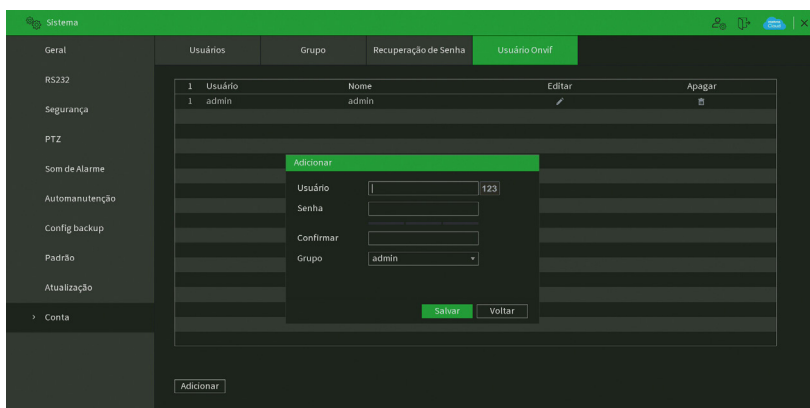 Sistema
Geral
RS232
Segurança
PTZ
Som de Alarme
Automanutenção
Config backup
Padrão
Atualização
Conta
Usuários Grupo Recuperação de Senha Usuário Onvif
1 Usuário Nome Editar Apagar
1 admin admin
Adicionar
Usuário 123
Senha
Confirmar
Grupo admin
Salvar Voltar
Adicionar